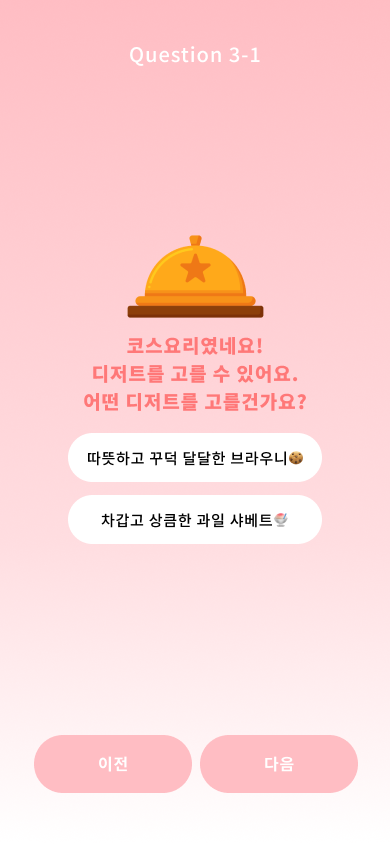 Question 3-1
코스요리였네요!
디저트를 고를 수 있어요.
어떤 디저트를 고를건가요?
따뜻하고 꾸덕 달달한 브라우니🍪
차갑고 상큼한 과일 샤베트🍧
이전
다음